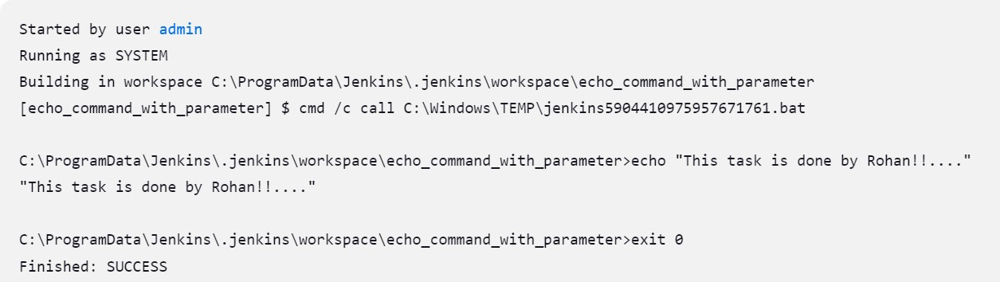 Started by user admin
Running as SYSTEM
Building in workspace C:\ProgramData\Jenkins\.jenkins\workspace\echo_command_with_parameter
[echo_command_with_parameter] $ cmd /c call C:\Windows\TEMP\jenkins5904410975957671761.bat
C:\ProgramData\Jenkins\.jenkins\workspace\echo_command_with_parameter>echo "This task is done by Rohan!!...."
"This task is done by Rohan!!...."
C:\ProgramData\Jenkins\.jenkins\workspace\echo_command_with_parameter>exit 0
Finished: SUCCESS